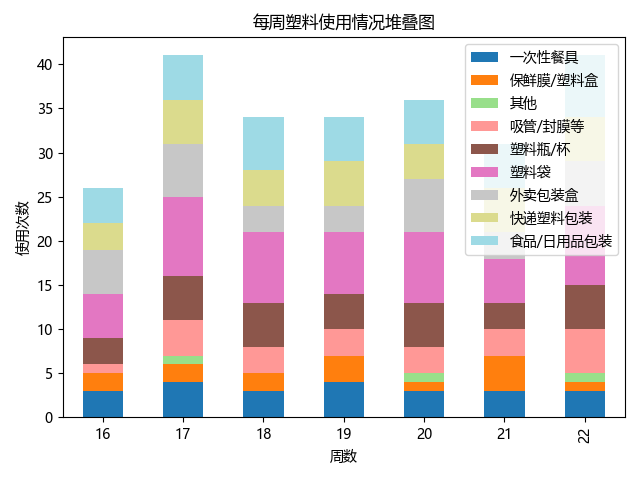 每周塑料使用情况堆叠图
使用次数
40
35
30
25
20
15
10
5
0
一次性餐具
保鲜膜/塑料盒
其他
吸管/封膜等
塑料瓶/杯
塑料袋
外卖包装盒
快递塑料包装
食品/日用品包装
16 17 18 19 20 21 22
周数